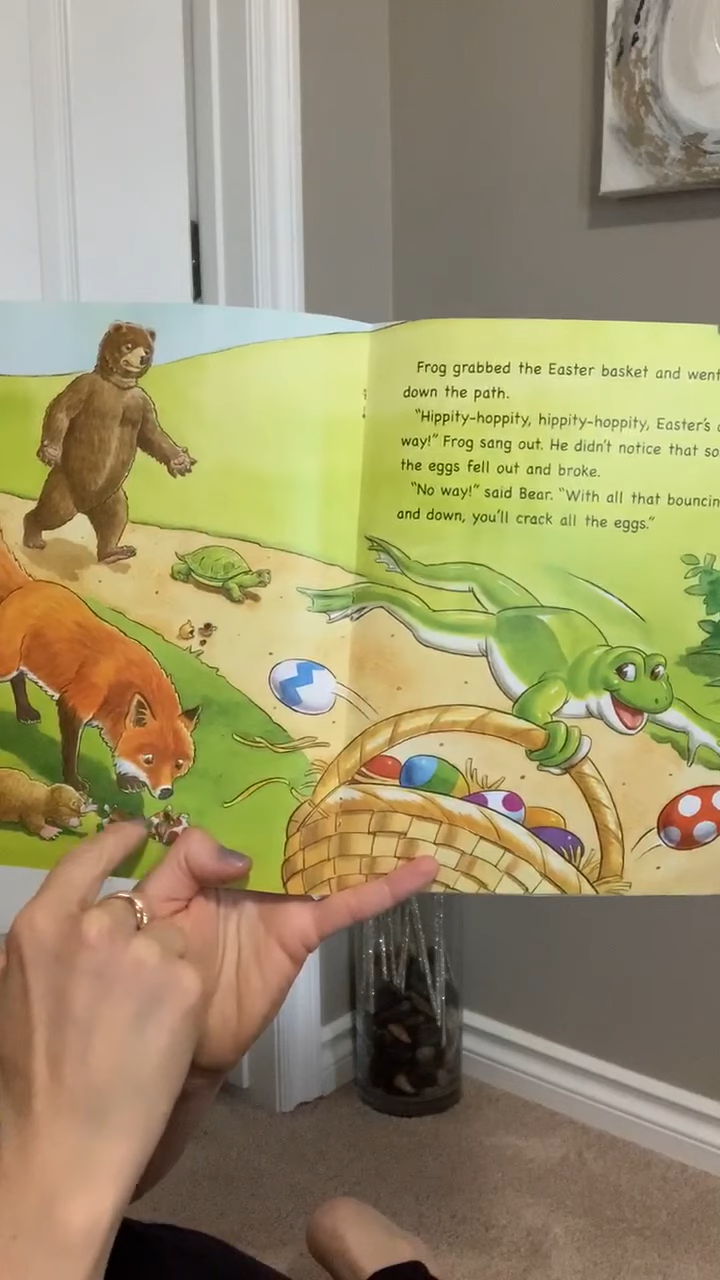 Frog grabbed the Easter basket and went
down the path.
"Hippity-hoppity, hippity-hoppity, Easter's
way!" Frog sang out. He didn't notice that
the eggs fell out and broke.
"No way!" said Bear. "With all that
and down, you'll crack all the eggs."